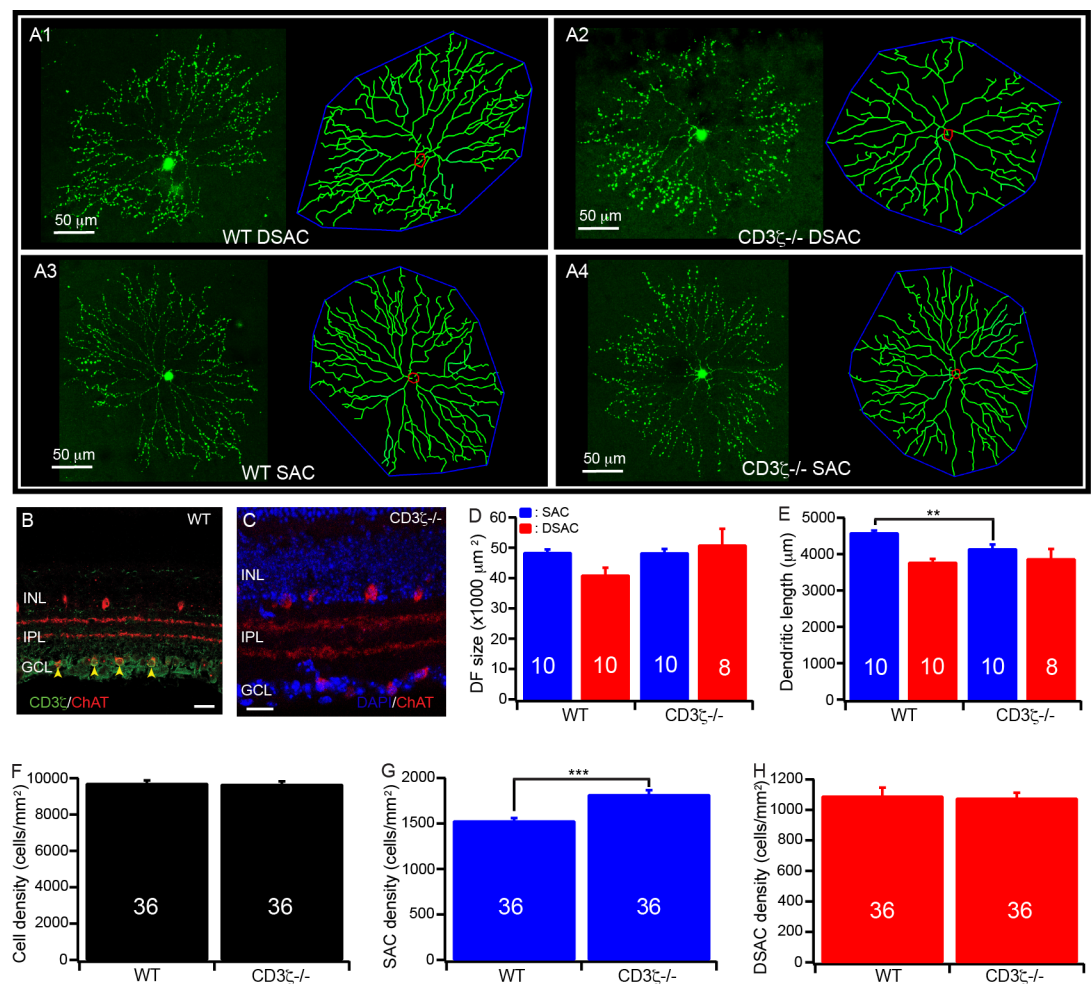 A1
50 μm
WT DSAC
A2
50 μm
CD3ζ-/- DSAC
A3
50 μm
WT SAC
A4
50 μm
CD3ζ-/- SAC
B
WT
INL
IPL
GCL
CD3ζ/ChAT
C
CD3ζ-/-
INL
IPL
GCL
DAPI/ChAT
D
: SAC
: DSAC
DF size (x1000 μm ²)
60
50
40
30
20
10
0
10
10
10
8
WT
CD3ζ-/-
E
**
Dendritic length (μm)
5000
4000
3000
2000
1000
0
10
10
10
8
WT
CD3ζ-/-
F
Cell density (cells/mm²)
10000
8000
6000
4000
2000
0
36
36
WT
CD3ζ-/-
G
***
SAC density (cells/mm²)
2000
1500
1000
500
0
36
36
WT
CD3ζ-/-
H
DSAC density (cells/mm²)
1200
1000
800
600
400
200
0
36
36
WT
CD3ζ-/-